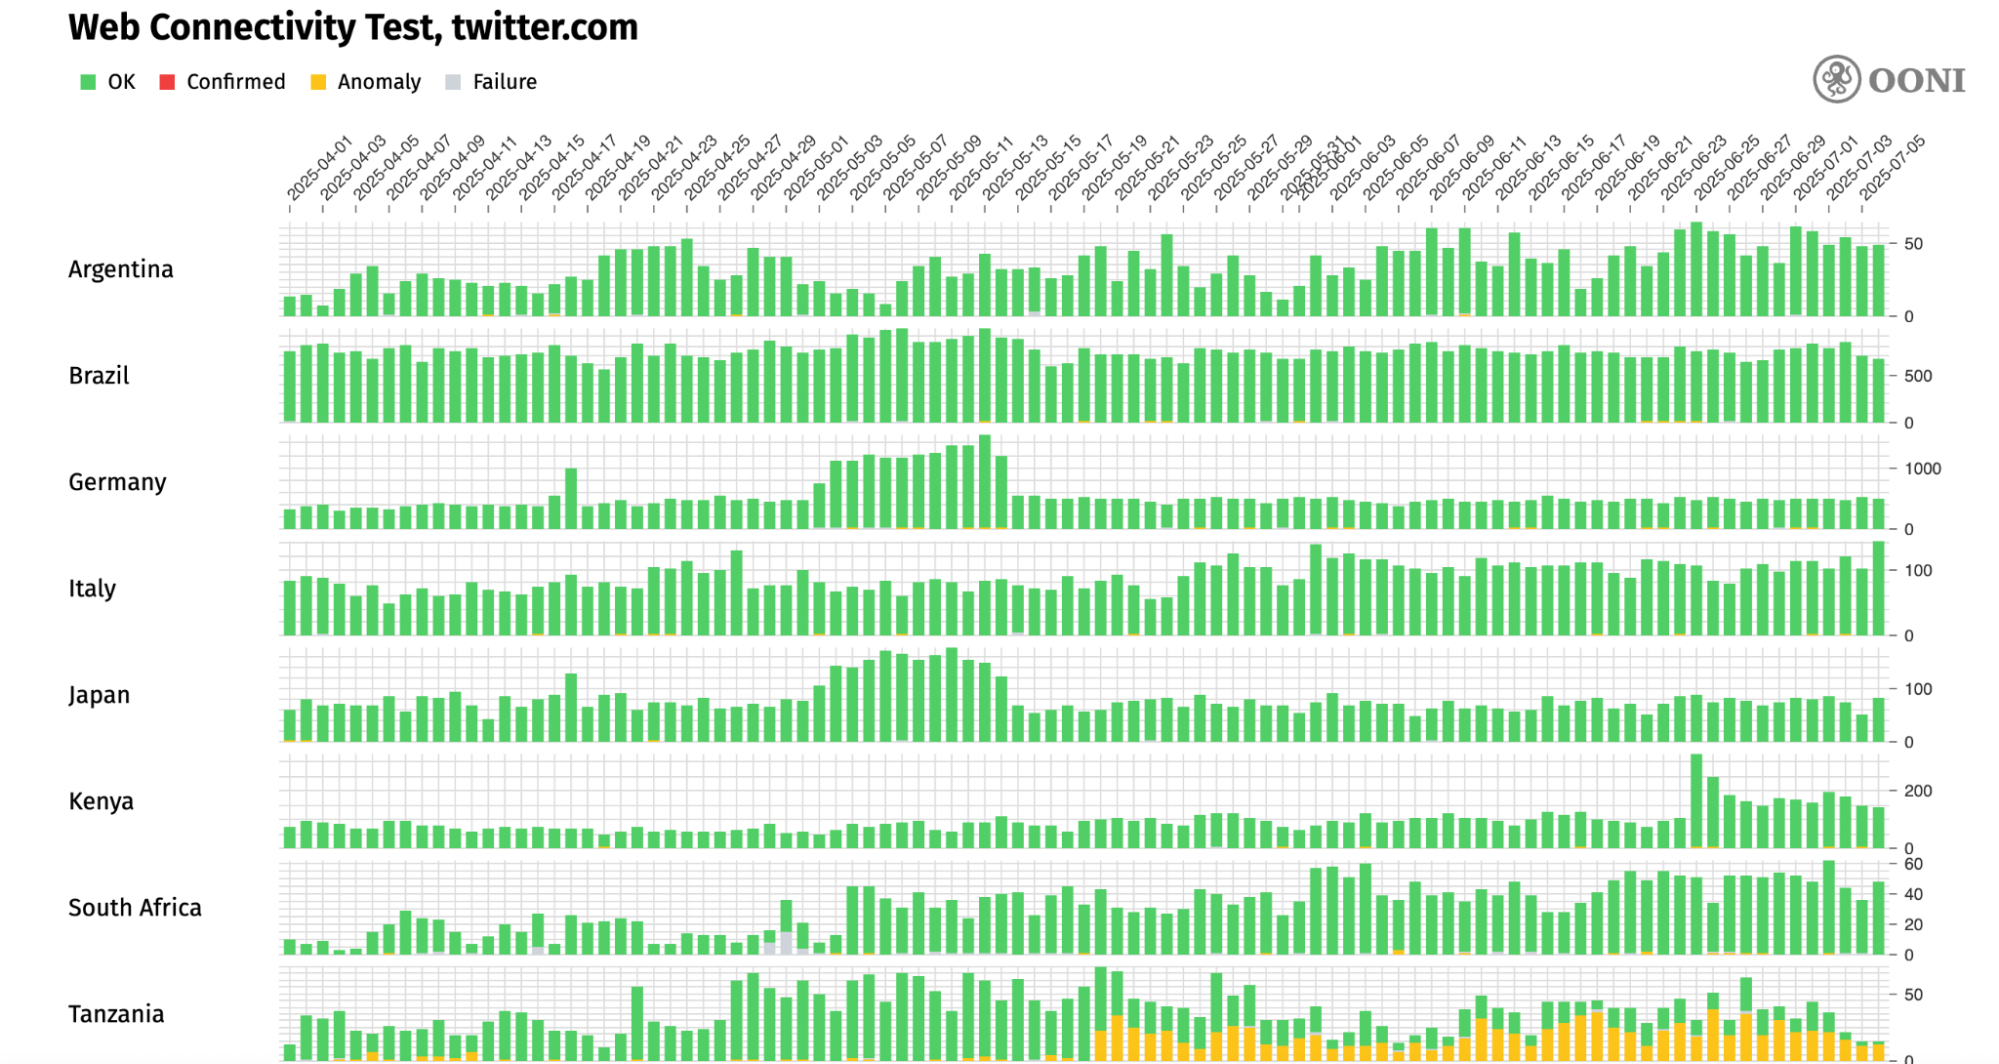 Web Connectivity Test, twitter.com
OK Confirmed Anomaly Failure
OONI
2025-04-01 2025-04-03 2025-04-05 2025-04-07 2025-04-09 2025-04-11 2025-04-13 2025-04-15 2025-04-17 2025-04-19 2025-04-21 2025-04-23 2025-04-25 2025-04-27 2025-04-29 2025-05-01 2025-05-03 2025-05-05 2025-05-07 2025-05-09 2025-05-11 2025-05-13 2025-05-15 2025-05-17 2025-05-19 2025-05-21 2025-05-23 2025-05-25 2025-05-27 2025-05-29 2025-05-31 2025-06-01 2025-06-03 2025-06-05 2025-06-07 2025-06-09 2025-06-11 2025-06-13 2025-06-15 2025-06-17 2025-06-19 2025-06-21 2025-06-23 2025-06-25 2025-06-27 2025-06-29 2025-07-01 2025-07-03 2025-07-05
50
Argentina
0
Brazil
500
0
1000
Germany
0
100
Italy
0
100
Japan
0
200
Kenya
0
60
40
South Africa
20
0
50
Tanzania
0